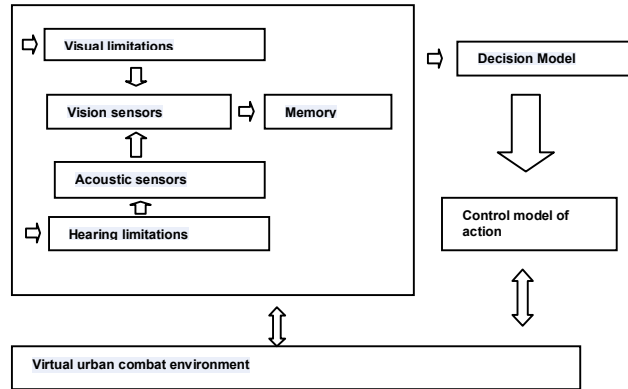 Visual limitations
Decision Model
Vision sensors
Memory
Acoustic sensors
Hearing limitations
Control model of
action
Virtual urban combat environment